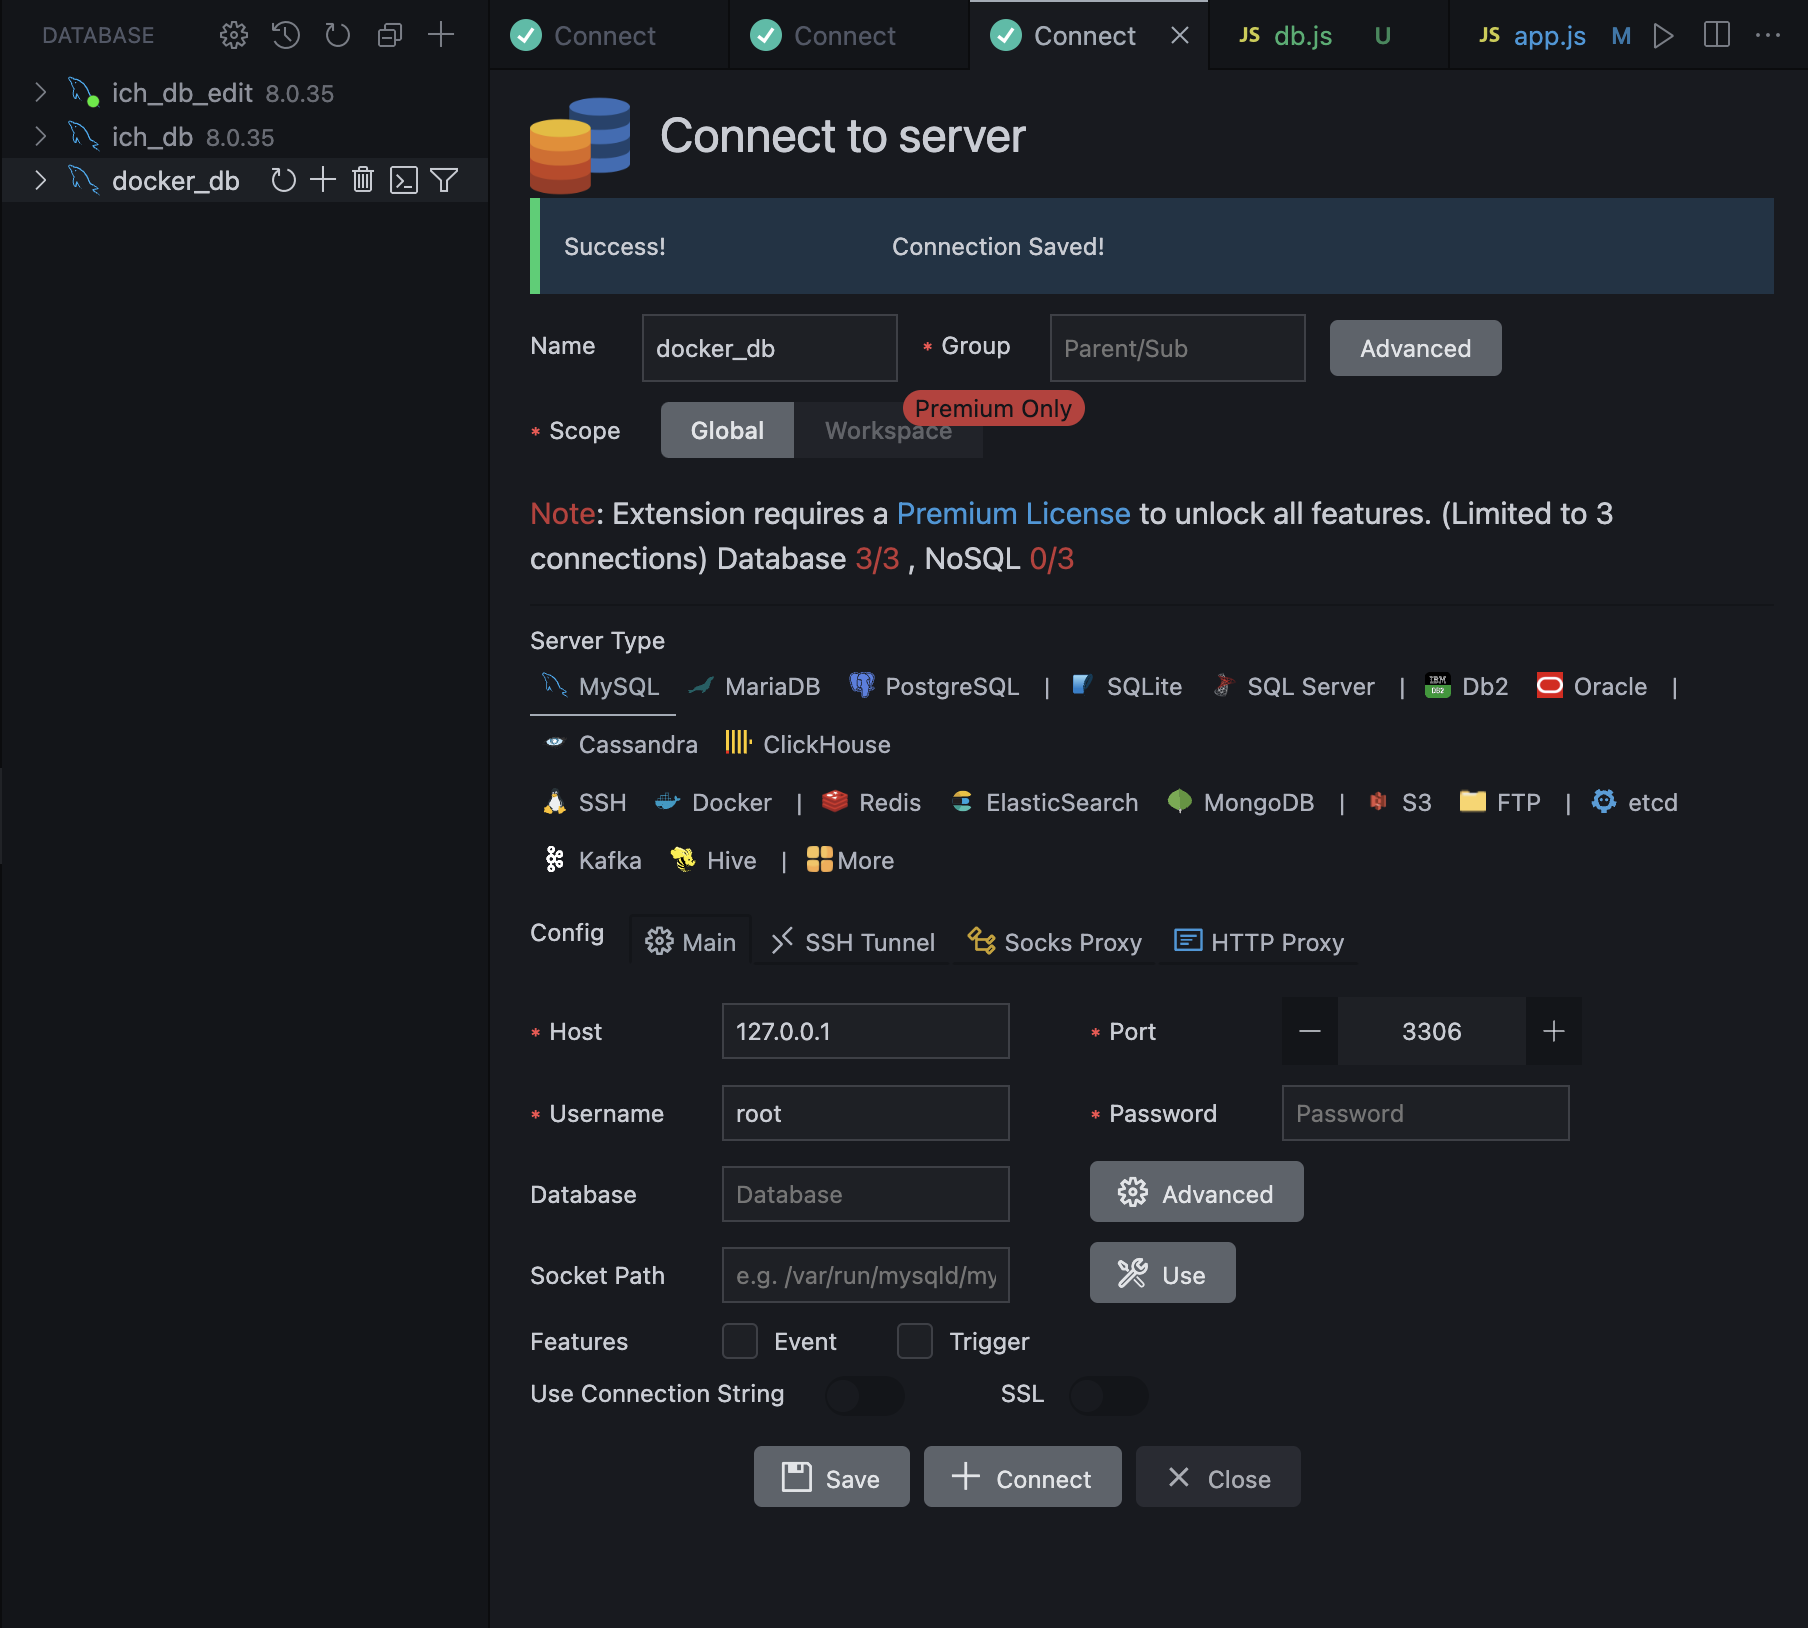 DATABASE
ich_db_edit 8.0.35
ich_db 8.0.35
docker_db
Connect
Connect
Connect
JS db.js U
JS app.js M
Connect to server
Success! Connection Saved!
Name docker_db * Group Parent/Sub Advanced
Premium Only
* Scope Global Workspace
Note: Extension requires a Premium License to unlock all features. (Limited to 3
connections) Database 3/3 , NoSQL 0/3
Server Type
MySQL MariaDB PostgreSQL | SQLite SQL Server | IBM DB2 Db2 Oracle |
Cassandra ClickHouse
SSH Docker | Redis ElasticSearch MongoDB | S3 FTP | etcd
Kafka Hive | More
Config Main SSH Tunnel Socks Proxy HTTP Proxy
* Host 127.0.0.1 * Port 3306
* Username root * Password Password
Database Database Advanced
Socket Path e.g. /var/run/mysqld/my Use
Features Event Trigger
Use Connection String SSL
Save Connect Close